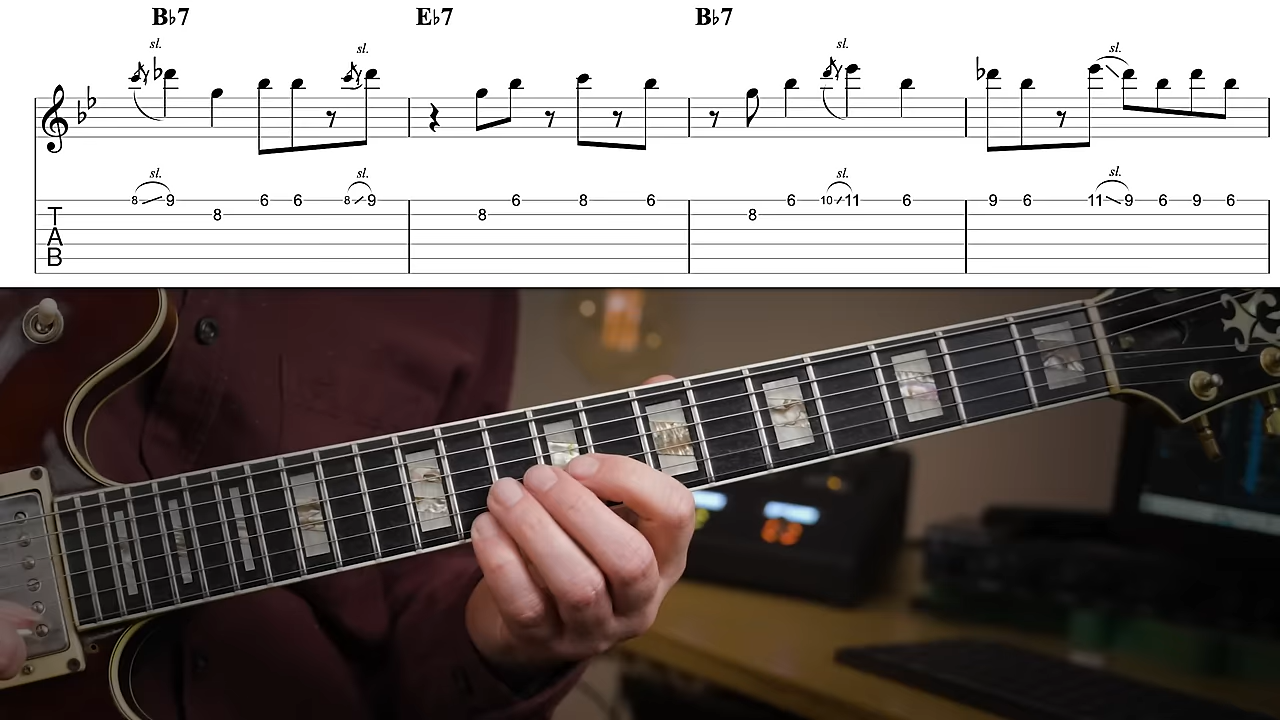 B♭7 E♭7 B♭7
sl. sl. sl. sl.
sl. sl. sl. sl.
8 9 6 6 8 9 6 8 6 6 10 11 6 9 6 11 9 6 9 6
T 8 8 8
A
B